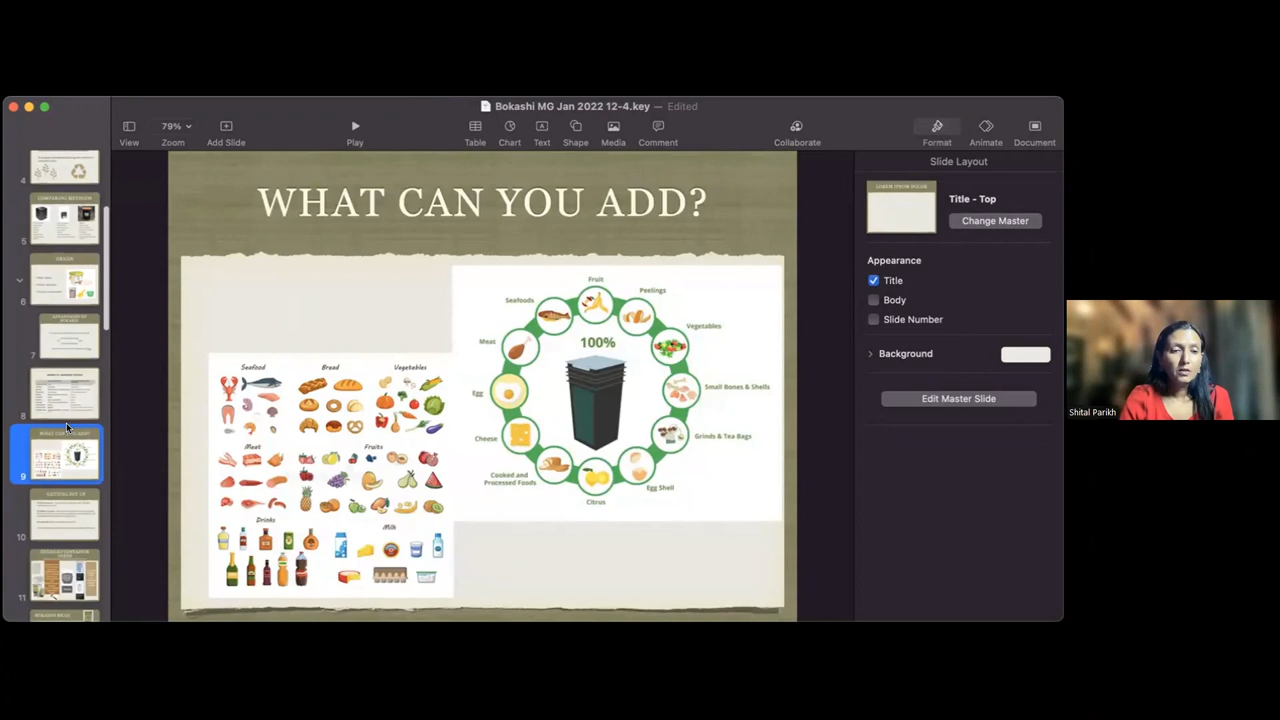 Bokashi MG Jan 2022 12-4.key — Edited
79%
View
Zoom
Add Slide
Play
Table
Chart
Text
Shape
Media
Comment
Collaborate
Format
Animate
Document
4
5
6
7
8
9
10
11
WHAT CAN YOU ADD?
Seafood
Bread
Vegetables
Meat
Fruits
Drinks
Milk
Fruit
Peelings
Vegetables
Small Bones & Shells
Grinds & Tea Bags
Egg Shell
Citrus
Cooked and
Processed Foods
Cheese
Egg
Meat
Seafoods
100%
Slide Layout
LOREM IPSUM DOLOR
Title - Top
Change Master
Appearance
Title
Body
Slide Number
Background
Edit Master Slide
Shital Parikh